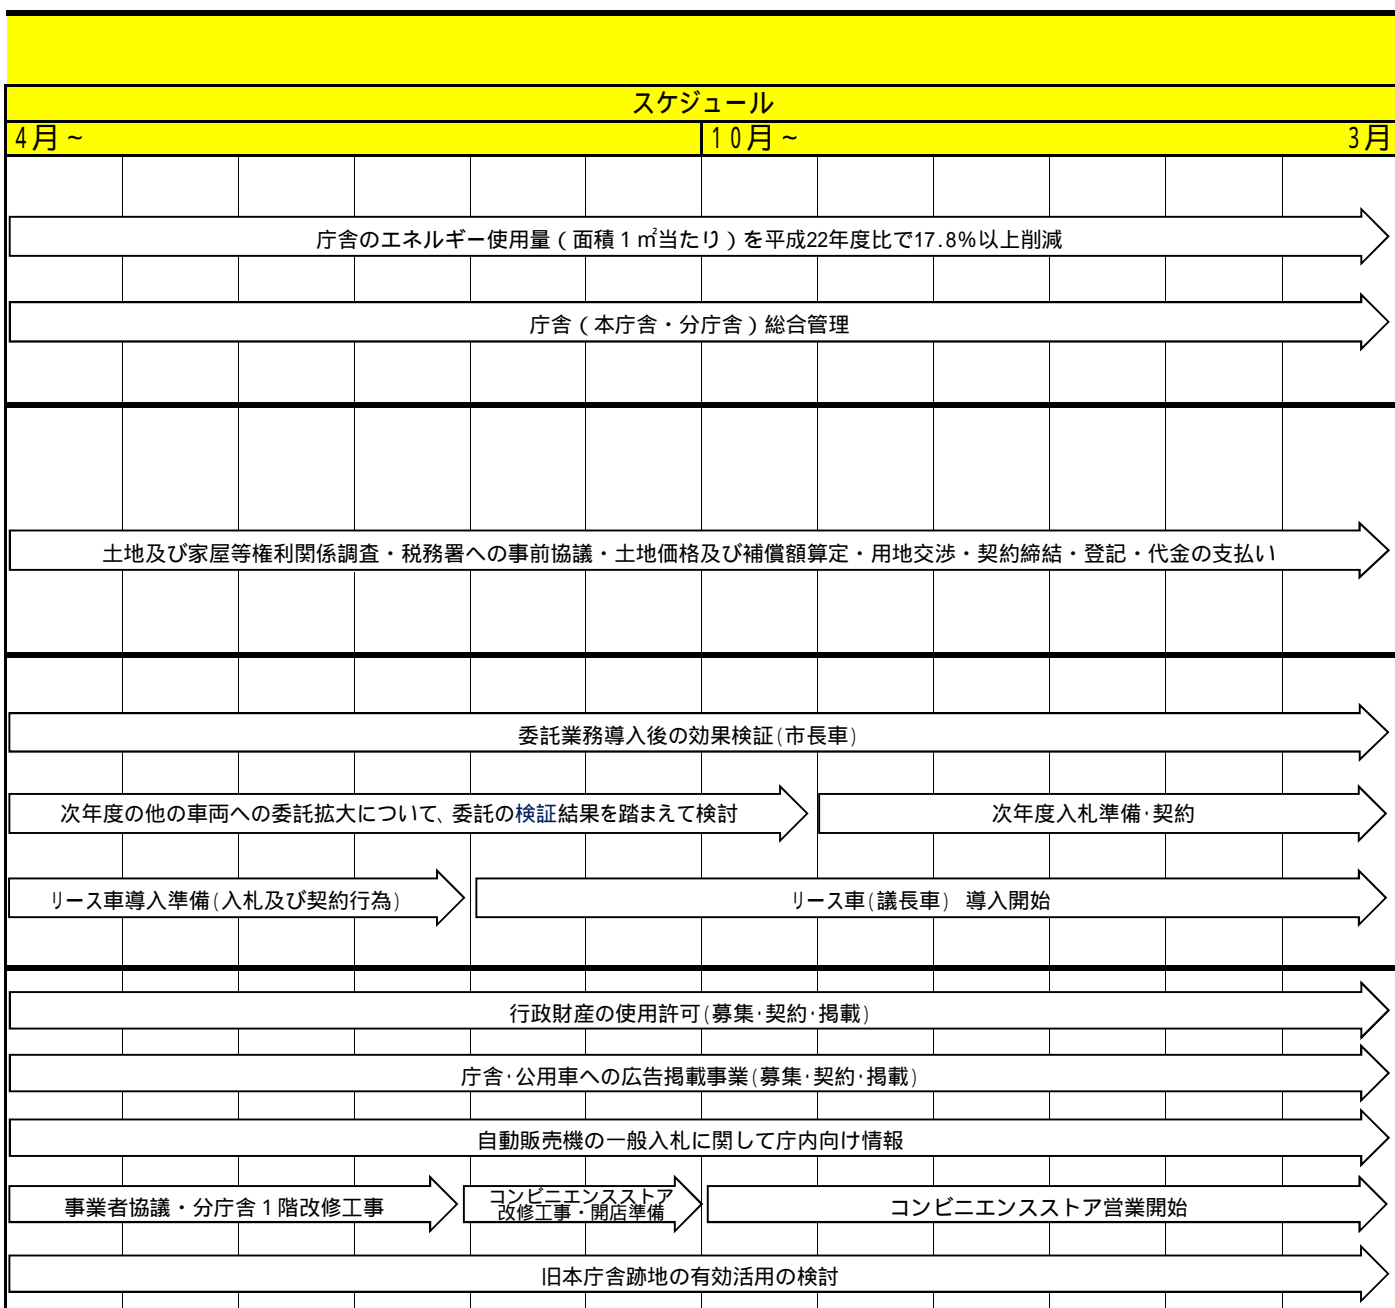 スケジュール
4月～ 10月～ 3月
庁舎のエネルギー使用量（面積１㎡当たり）を平成22年度比で17.8％以上削減
庁舎（本庁舎・分庁舎）総合管理
土地及び家屋等権利関係調査・税務署への事前協議・土地価格及び補償額算定・用地交渉・契約締結・登記・代金の支払い
委託業務導入後の効果検証(市長車)
次年度の他の車両への委託拡大について、委託の検証結果を踏まえて検討 次年度入札準備･契約
リース車導入準備(入札及び契約行為) リース車(議長車) 導入開始
行政財産の使用許可(募集･契約･掲載)
庁舎･公用車への広告掲載事業(募集･契約･掲載)
自動販売機の一般入札に関して庁内向け情報
事業者協議・分庁舎１階改修工事
コンビニエンスストア
改修工事・開店準備
コンビニエンスストア営業開始
旧本庁舎跡地の有効活用の検討